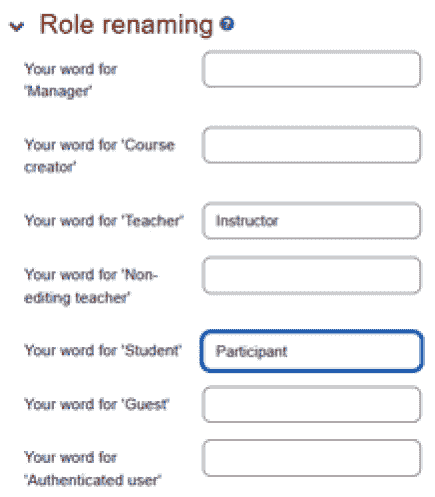 Role renaming
Your word for
'Manager'
Your word for 'Course
creator'
Your word for 'Teacher'
Instructor
Your word for 'Non-
editing teacher'
Your word for 'Student'
Participant
Your word for 'Guest'
Your word for
'Authenticated user'